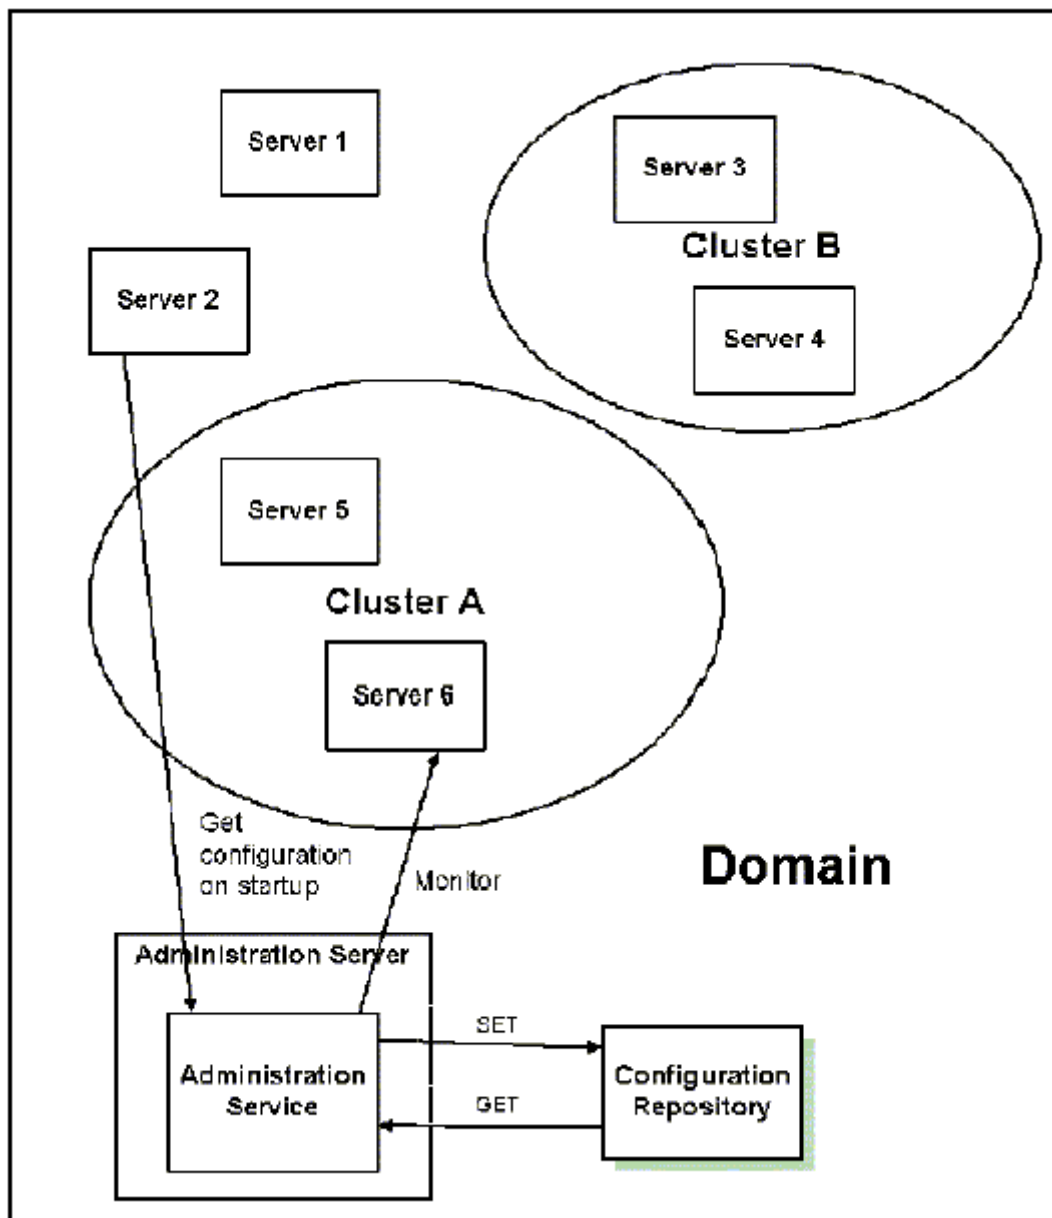 Server 1
Server 3
Cluster B
Server 2
Server 4
Server 5
Cluster A
Server 6
Get
configuration
on startup
Monitor
Domain
Administration Server
SET
Administration
Service
Configuration
Repository
GET